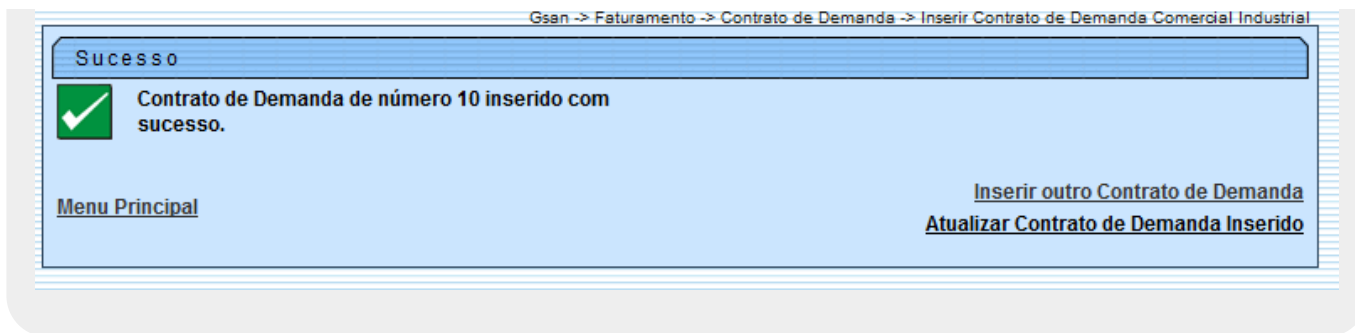 Gsan -> Faturamento -> Contrato de Demanda -> Inserir Contrato de Demanda Comercial Industrial
Sucesso
Contrato de Demanda de número 10 inserido com
sucesso.
Inserir outro Contrato de Demanda
Menu Principal
Atualizar Contrato de Demanda Inserido